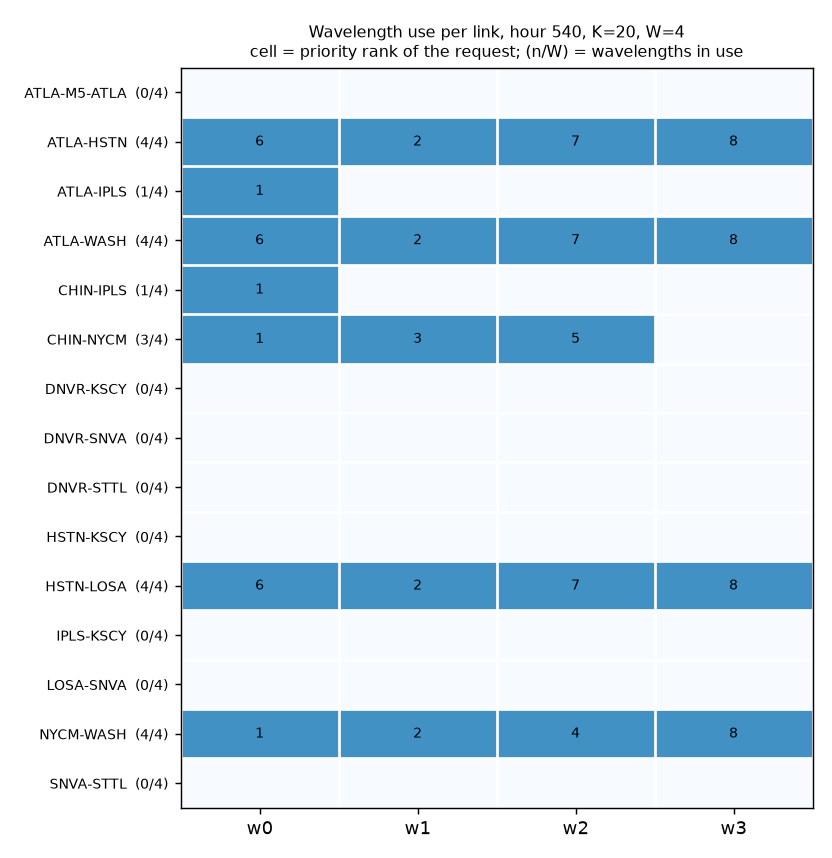 Wavelength use per link, hour 540, K=20, W=4
cell = priority rank of the request; (n/W) = wavelengths in use
ATLA-M5-ATLA (0/4)
ATLA-HSTN (4/4) 6 2 7 8
ATLA-IPLS (1/4) 1
ATLA-WASH (4/4) 6 2 7 8
CHIN-IPLS (1/4) 1
CHIN-NYCM (3/4) 1 3 5
DNVR-KSCY (0/4)
DNVR-SNVA (0/4)
DNVR-STTL (0/4)
HSTN-KSCY (0/4)
HSTN-LOSA (4/4) 6 2 7 8
IPLS-KSCY (0/4)
LOSA-SNVA (0/4)
NYCM-WASH (4/4) 1 2 4 8
SNVA-STTL (0/4)
w0 w1 w2 w3